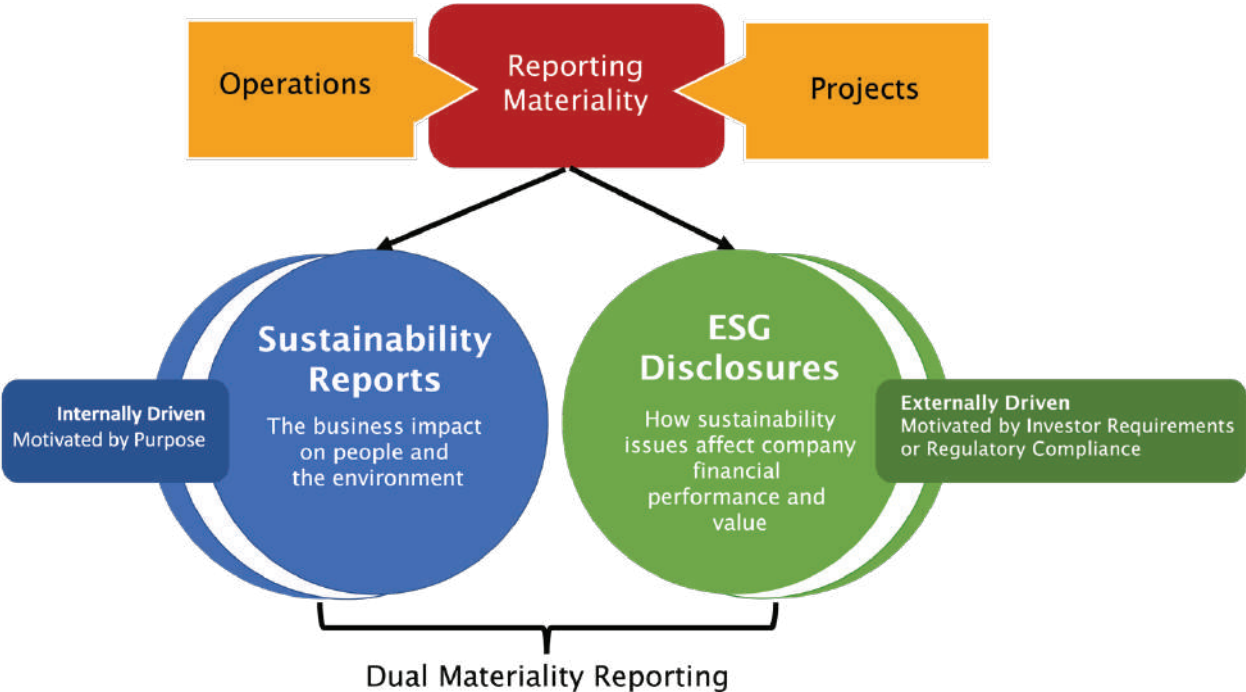 Operations
Reporting
Materiality
Projects
Sustainability
Reports
The business impact
on people and
the environment
Internally Driven
Motivated by Purpose
ESG
Disclosures
How sustainability
issues affect company
financial
performance and
value
Externally Driven
Motivated by Investor Requirements
or Regulatory Compliance
Dual Materiality Reporting